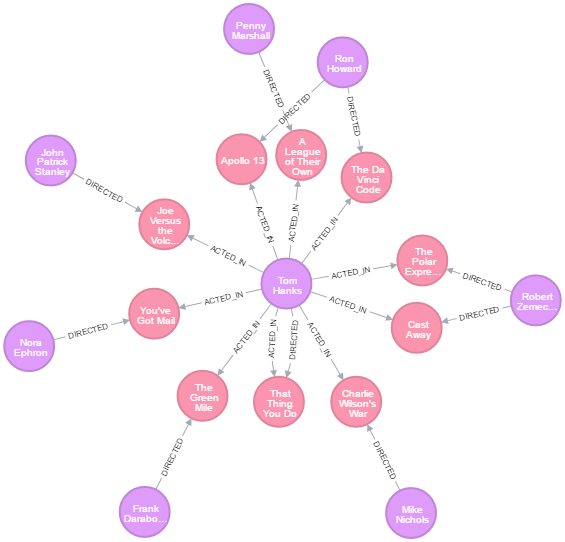 Penny
Marshall
Ron
Howard
DIRECTED
DIRECTED
DIRECTED
John
Patrick
Stanley
Apollo 13
A
League
of Their
Own
The Da
Vinci
Code
DIRECTED
Joe
Versus
the
Volc...
ACTED_IN
ACTED_IN
ACTED_IN
ACTED_IN
The
Polar
Expre...
Tom
Hanks
ACTED_IN
DIRECTED
Robert
Zemec...
You've
Got Mail
ACTED_IN
ACTED_IN
DIRECTED
Cast
Away
Nora
Ephron
DIRECTED
ACTED_IN
ACTED_IN
DIRECTED
ACTED_IN
The
Green
Mile
That
Thing
You Do
Charlie
Wilson's
War
DIRECTED
DIRECTED
Frank
Darabo...
Mike
Nichols